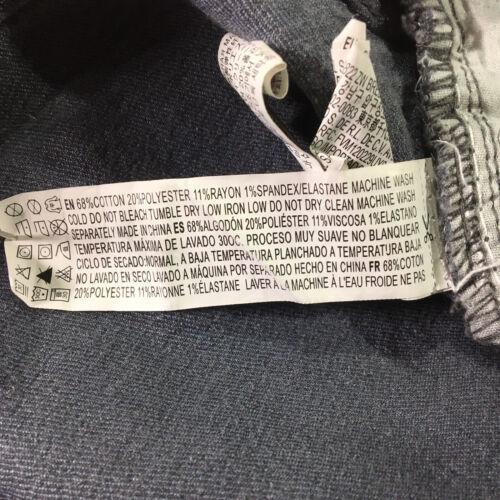 EN 68%COTTON 20%POLYESTER 11%RAYON 1%SPANDEX/ELASTANE MACHINE WASH
COLD DO NOT BLEACH TUMBLE DRY LOW IRON LOW DO NOT DRY CLEAN MACHINE WASH
SEPARATELY MADE IN CHINA ES 68%ALGODÓN 20%POLIÉSTER 11%VISCOSA 1%ELASTANO
TEMPERATURA MÁXIMA DE LAVADO 30OC. PROCESO MUY SUAVE NO BLANQUEAR
CICLO DE SECADO:NORMAL, A BAJA TEMPERATURA PLANCHADO A TEMPERATURA BAJA
NO LAVADO EN SECO LAVADO A MÁQUINA POR SEPARADO HECHO EN CHINA FR 68%COTON
20%POLYESTER 11%RAYONNE 1%ÉLASTANE LAVER À LA MACHINE À L'EAU FROIDE NE PAS